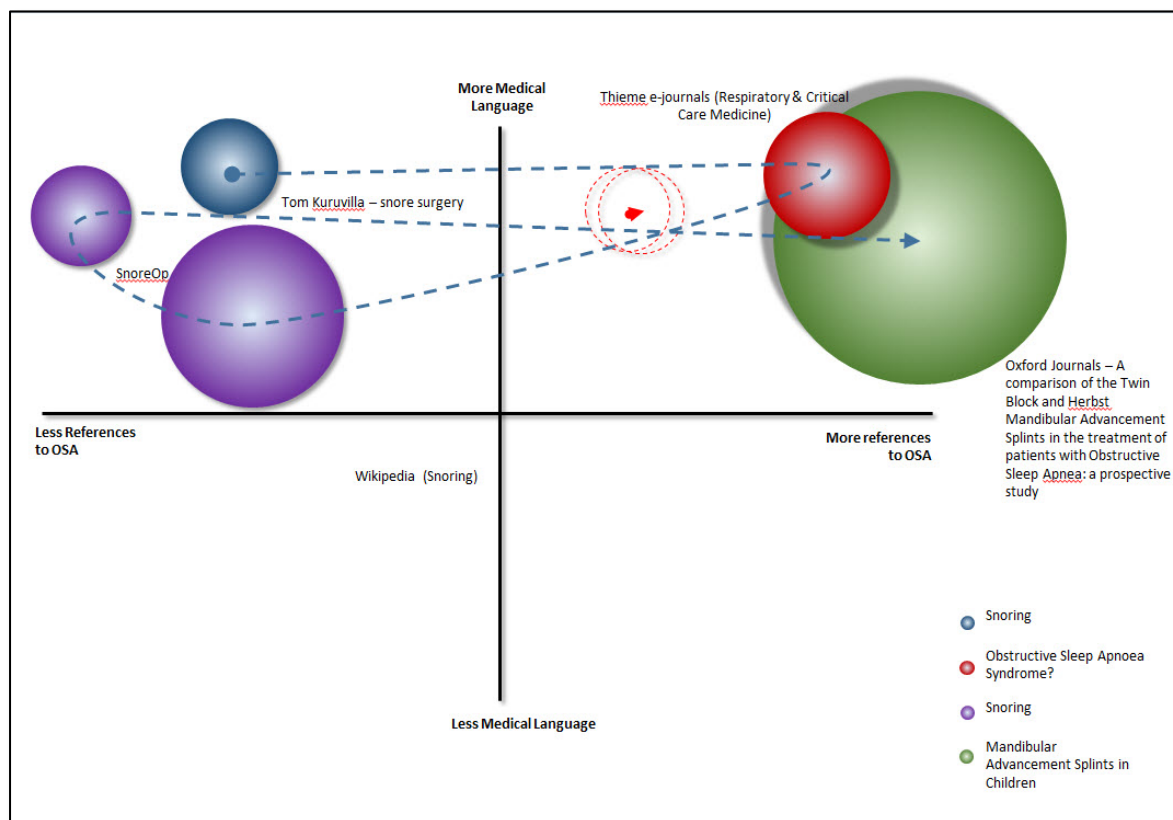 More Medical
Language
Thieme e-journals (Respiratory & Critical
Care Medicine)
Tom Kuruvilla – snore surgery
SnoreOp
Oxford Journals – A
comparison of the Twin
Block and Herbst
Mandibular Advancement
Splints in the treatment of
patients with Obstructive
Sleep Apnea: a prospective
study
Less References
to OSA
More references
to OSA
Wikipedia (Snoring)
Less Medical Language
Snoring
Obstructive Sleep Apnoea
Syndrome?
Snoring
Mandibular
Advancement Splints in
Children